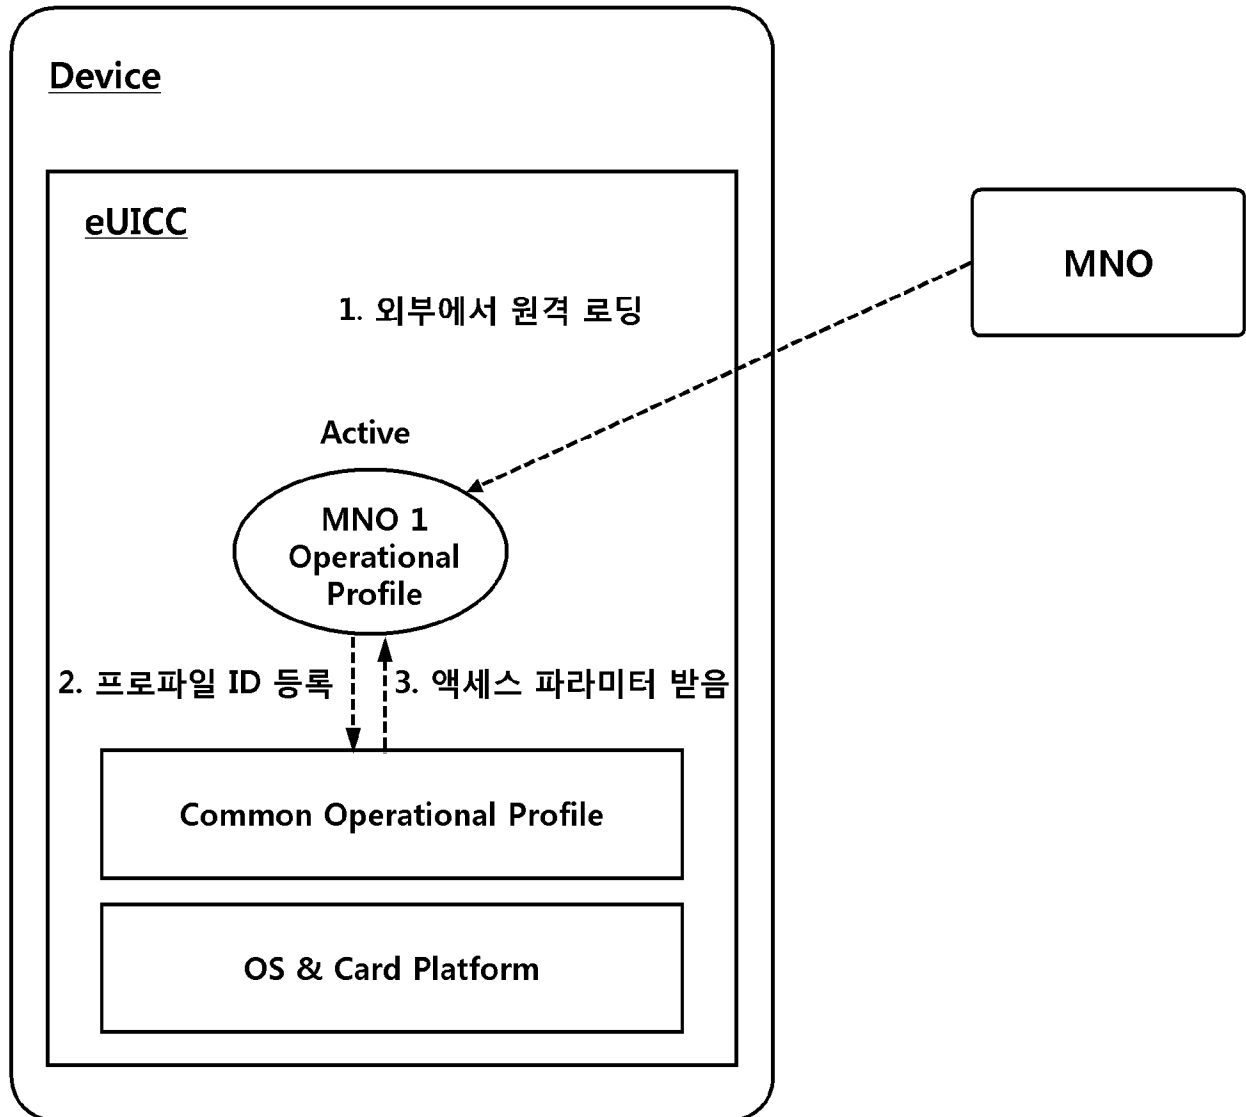 Device
eUICC
MNO
1. 외부에서 원격 로딩
Active
MNO 1
Operational
Profile
2. 프로파일 ID 등록
3. 액세스 파라미터 받음
Common Operational Profile
OS & Card Platform